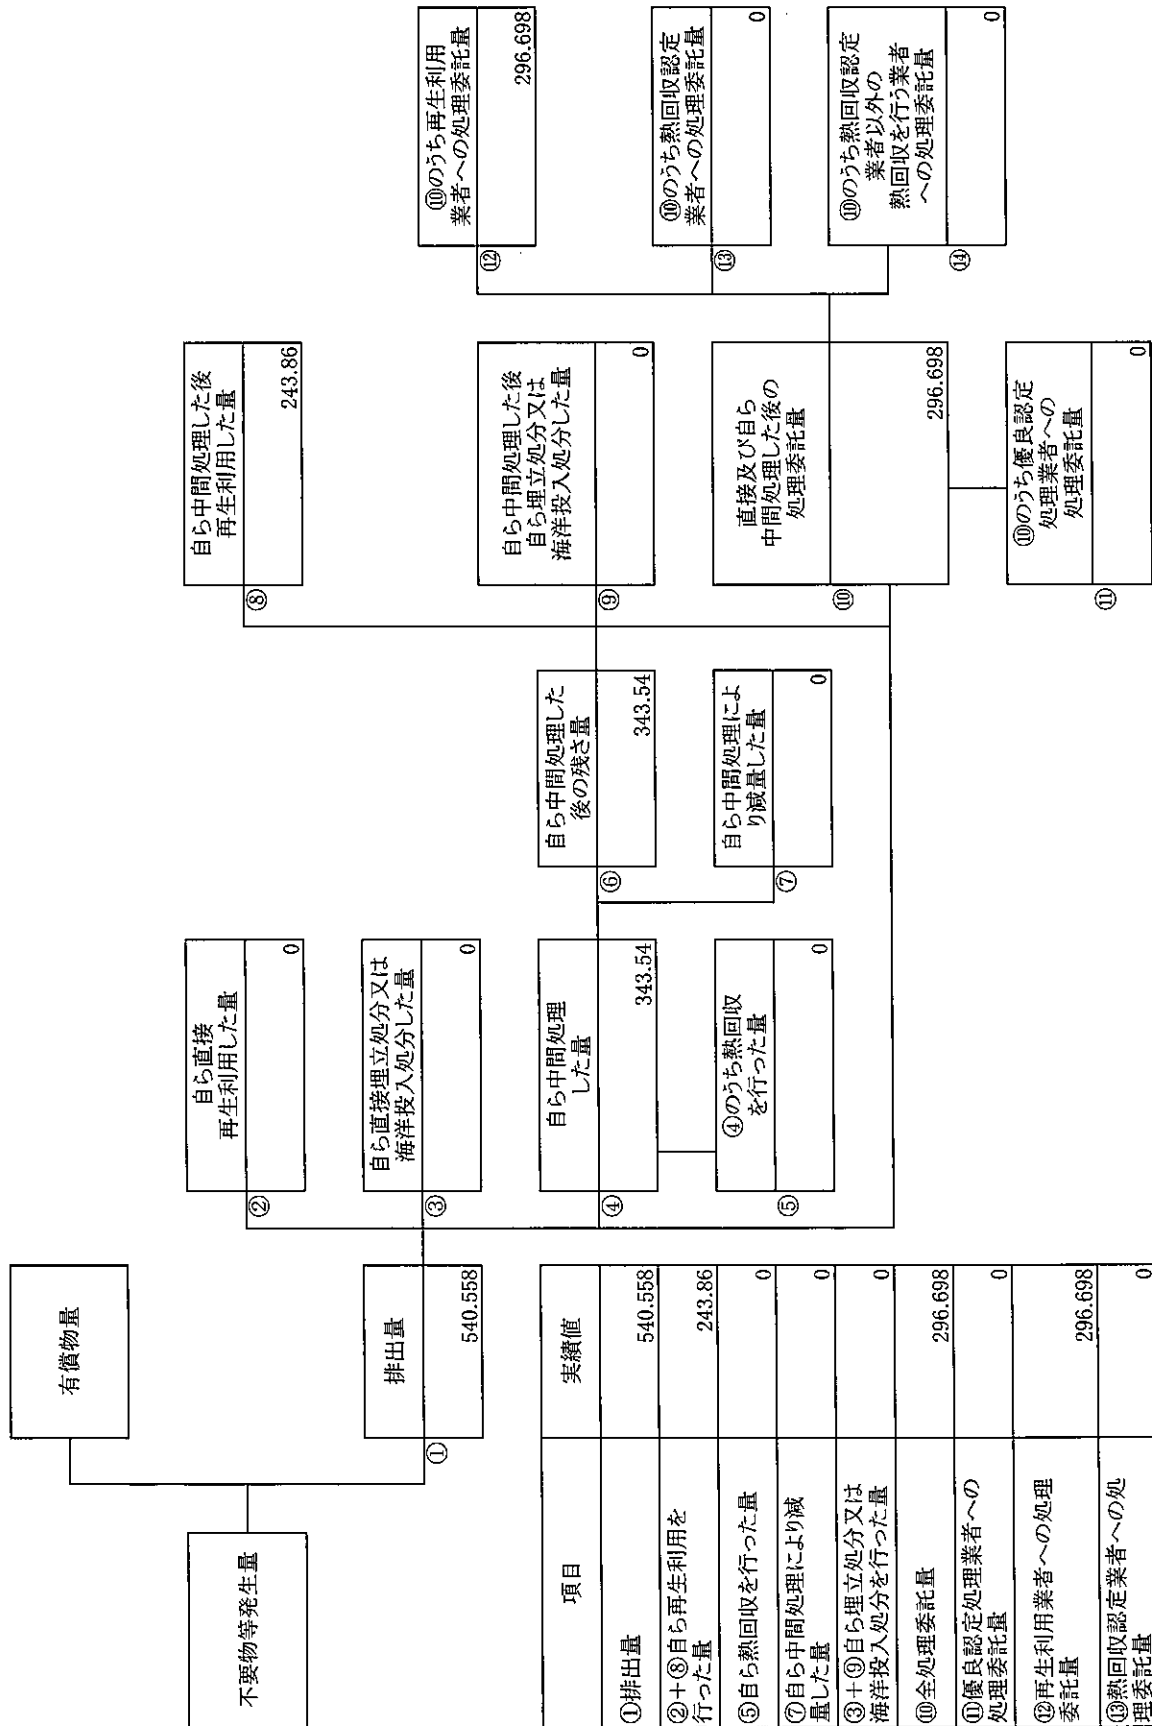 不要物等発生量
有償物量
①
排出量
540.558
②
自ら直接
再生利用した量
0
③
自ら直接埋立処分又は
海洋投入処分した量
0
④
自ら中間処理
した量
343.54
⑤
④のうち熱回収
を行った量
0
⑥
自ら中間処理した
後の残さ量
343.54
⑦
自ら中間処理によ
り減量した量
0
⑧
自ら中間処理した後
再生利用した量
243.86
⑨
自ら中間処理した後
自ら埋立処分又は
海洋投入処分した量
0
⑩
直接及び自ら
中間処理した後の
処理委託量
296.698
⑪
⑩のうち優良認定
処理業者への
処理委託量
0
⑫
⑩のうち再生利用
業者への処理委託量
296.698
⑬
⑩のうち熱回収認定
業者への処理委託量
0
⑭
⑩のうち熱回収認定
業者以外の
熱回収を行う業者
への処理委託量
0
項目 実績値
①排出量 540.558
②+⑧自ら再生利用を
行った量 243.86
⑤自ら熱回収を行った量 0
⑦自ら中間処理により減
量した量 0
③+⑨自ら埋立処分又は
海洋投入処分を行った量 0
⑩全処理委託量 296.698
⑪優良認定処理業者への
処理委託量 0
⑫再生利用業者への処理
委託量 296.698
⑬熱回収認定業者への処
理委託量 0